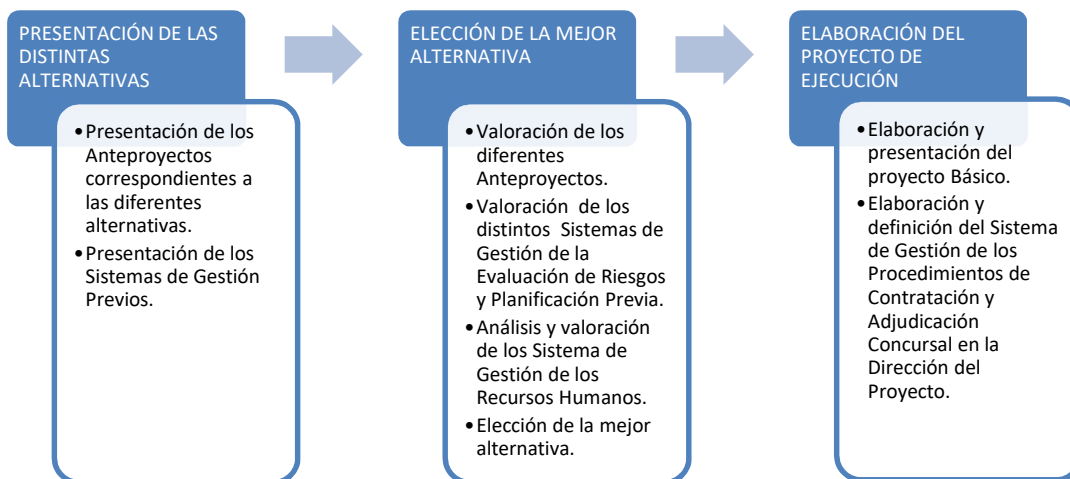 PRESENTACIÓN DE LAS
DISTINTAS
ALTERNATIVAS
•Presentación de los
Anteproyectos
correspondientes a
las diferentes
alternativas.
•Presentación de los
Sistemas de Gestión
Previos.
ELECCIÓN DE LA MEJOR
ALTERNATIVA
•Valoración de los
diferentes
Anteproyectos.
•Valoración de los
distintos Sistemas de
Gestión de la
Evaluación de Riesgos
y Planificación Previa.
•Análisis y valoración
de los Sistema de
Gestión de los
Recursos Humanos.
•Elección de la mejor
alternativa.
ELABORACIÓN DEL
PROYECTO DE
EJECUCIÓN
•Elaboración y
presentación del
proyecto Básico.
•Elaboración y
definición del Sistema
de Gestión de los
Procedimientos de
Contratación y
Adjudicación
Concursal en la
Dirección del
Proyecto.